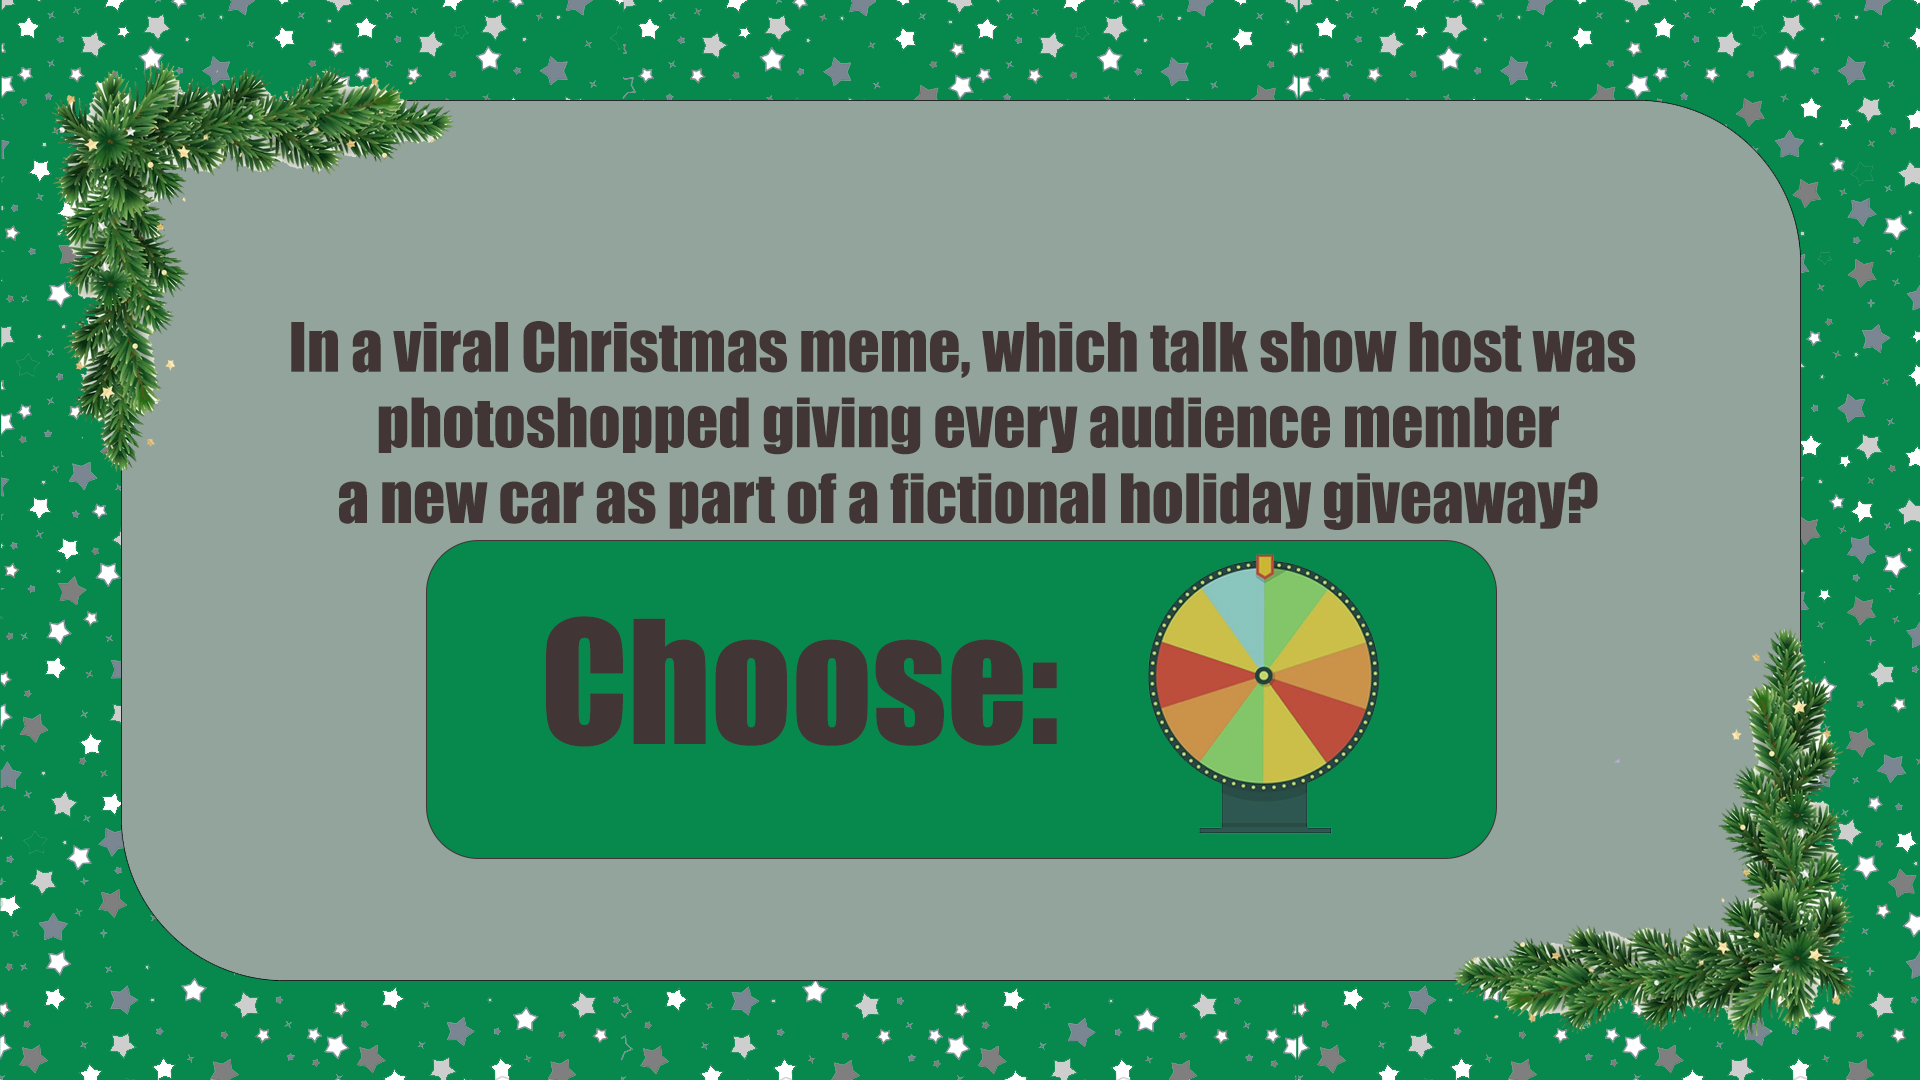 In a viral Christmas meme, which talk show host was
photoshopped giving every audience member
a new car as part of a fictional holiday giveaway?
Choose: